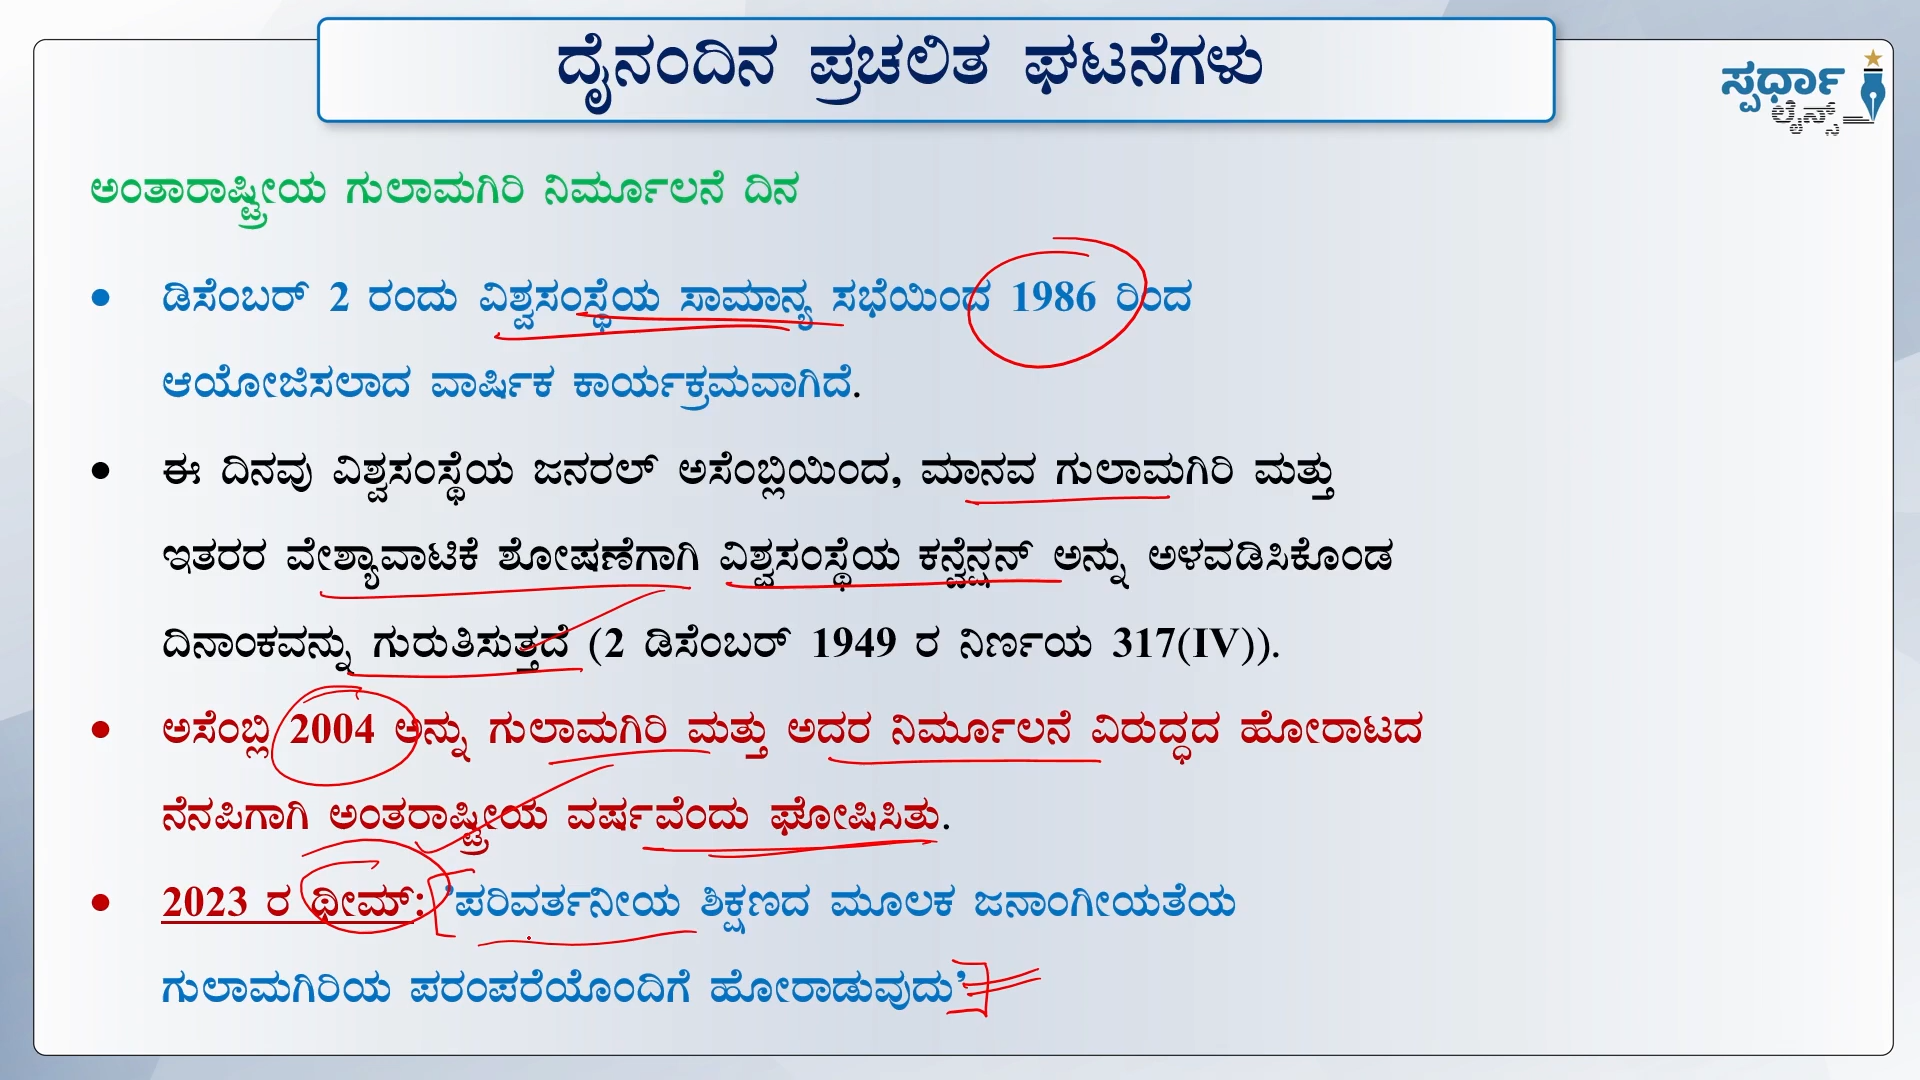 ದೈನಂದಿನ ಪ್ರಚಲಿತ ಘಟನೆಗಳು
ಸ್ಪರ್ಧಾ
ಲೈನ್ಸ್
ಅಂತಾರಾಷ್ಟ್ರೀಯ ಗುಲಾಮಗಿರಿ ನಿರ್ಮೂಲನೆ ದಿನ
• ಡಿಸೆಂಬರ್ 2 ರಂದು ವಿಶ್ವಸಂಸ್ಥೆಯ ಸಾಮಾನ್ಯ ಸಭೆಯಿಂದ 1986 ರಿಂದ
ಆಯೋಜಿಸಲಾದ ವಾರ್ಷಿಕ ಕಾರ್ಯಕ್ರಮವಾಗಿದೆ.
• ಈ ದಿನವು ವಿಶ್ವಸಂಸ್ಥೆಯ ಜನರಲ್ ಅಸೆಂಬ್ಲಿಯಿಂದ, ಮಾನವ ಗುಲಾಮಗಿರಿ ಮತ್ತು
ಇತರರ ವೇಶ್ಯಾವಾಟಿಕೆ ಶೋಷಣೆಗಾಗಿ ವಿಶ್ವಸಂಸ್ಥೆಯ ಕನ್ವೆನ್ಷನ್ ಅನ್ನು ಅಳವಡಿಸಿಕೊಂಡ
ದಿನಾಂಕವನ್ನು ಗುರುತಿಸುತ್ತದೆ (2 ಡಿಸೆಂಬರ್ 1949 ರ ನಿರ್ಣಯ 317(IV)).
• ಅಸೆಂಬ್ಲಿ 2004 ಅನ್ನು ಗುಲಾಮಗಿರಿ ಮತ್ತು ಅದರ ನಿರ್ಮೂಲನೆ ವಿರುದ್ಧದ ಹೋರಾಟದ
ನೆನಪಿಗಾಗಿ ಅಂತರಾಷ್ಟ್ರೀಯ ವರ್ಷವೆಂದು ಘೋಷಿಸಿತು.
• 2023 ರ ಥೀಮ್: ‘ಪರಿವರ್ತನೀಯ ಶಿಕ್ಷಣದ ಮೂಲಕ ಜನಾಂಗೀಯತೆಯ
ಗುಲಾಮಗಿರಿಯ ಪರಂಪರೆಯೊಂದಿಗೆ ಹೋರಾಡುವುದು’